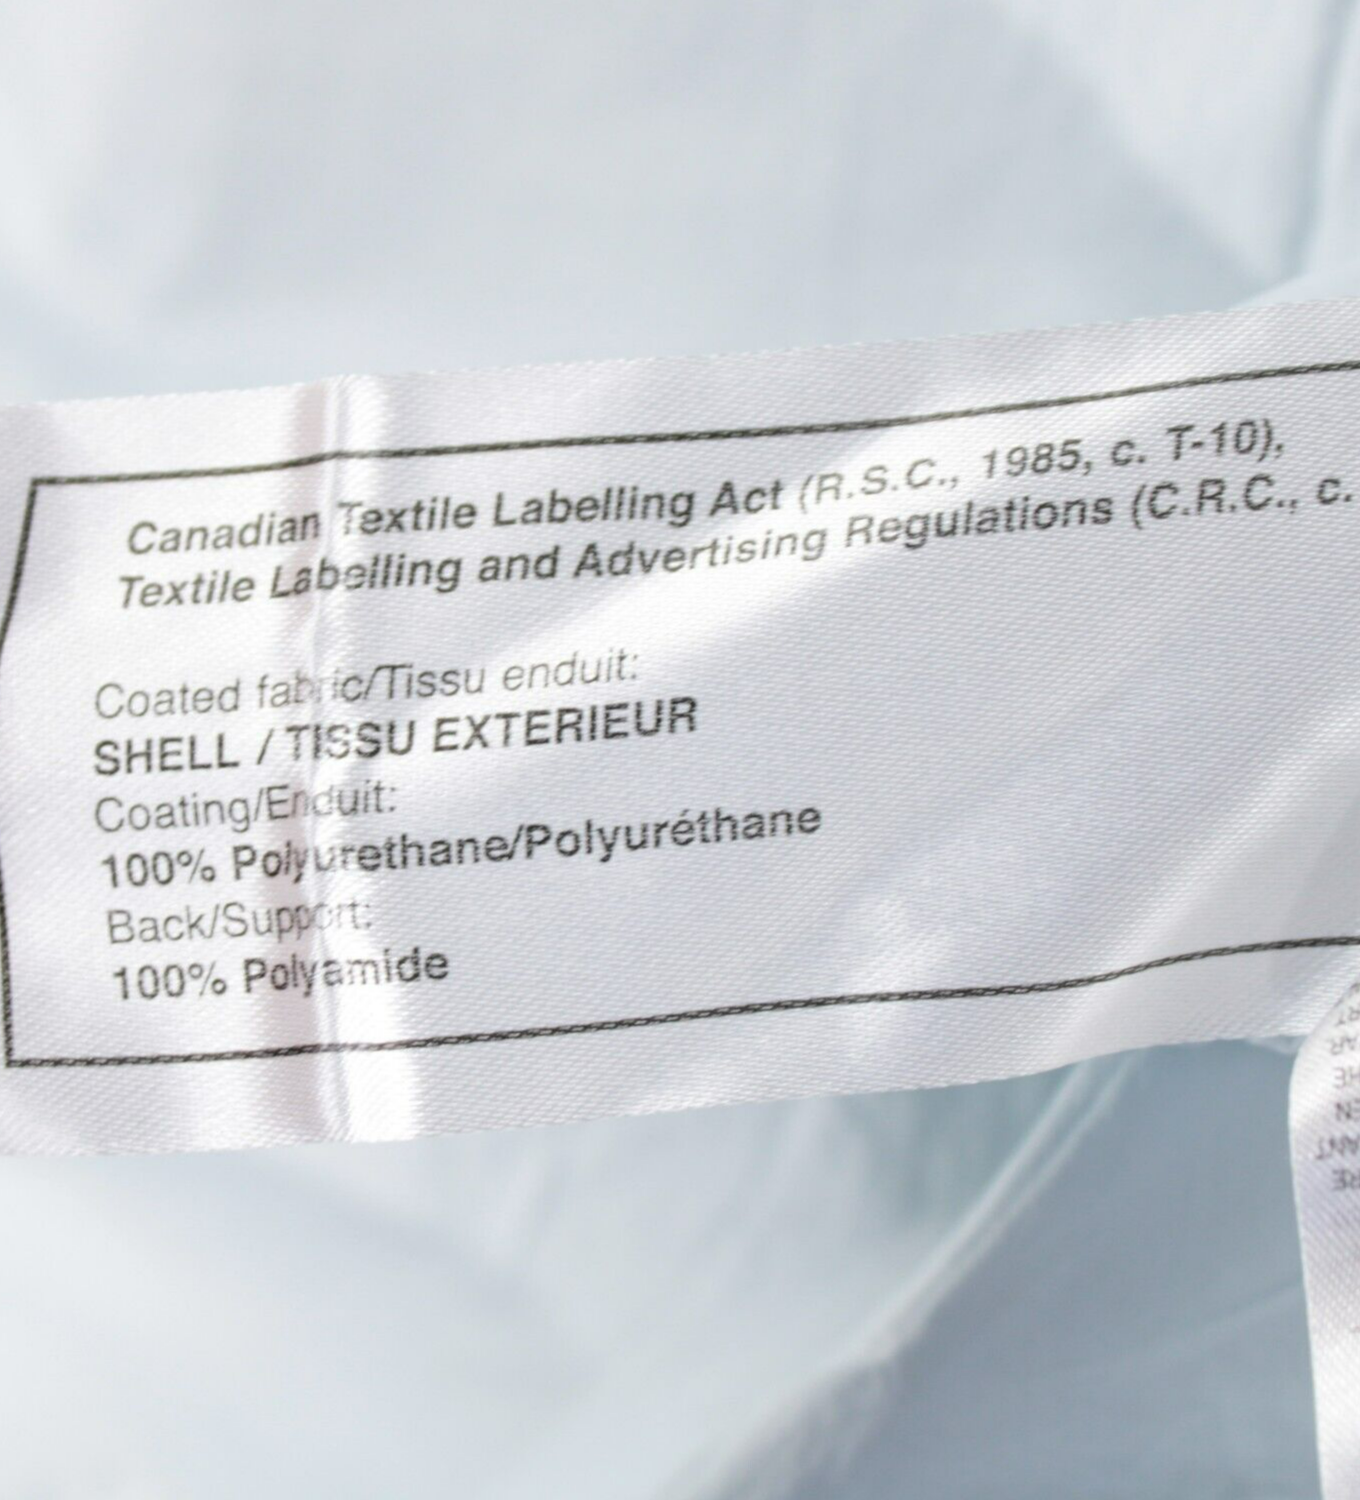 Canadian Textile Labelling Act (R.S.C., 1985, c. T-10),
Textile Labelling and Advertising Regulations (C.R.C., c.
Coated fabric/Tissu enduit:
SHELL / TISSU EXTERIEUR
Coating/Enduit:
100% Polyurethane/Polyuréthane
Back/Support:
100% Polyamide